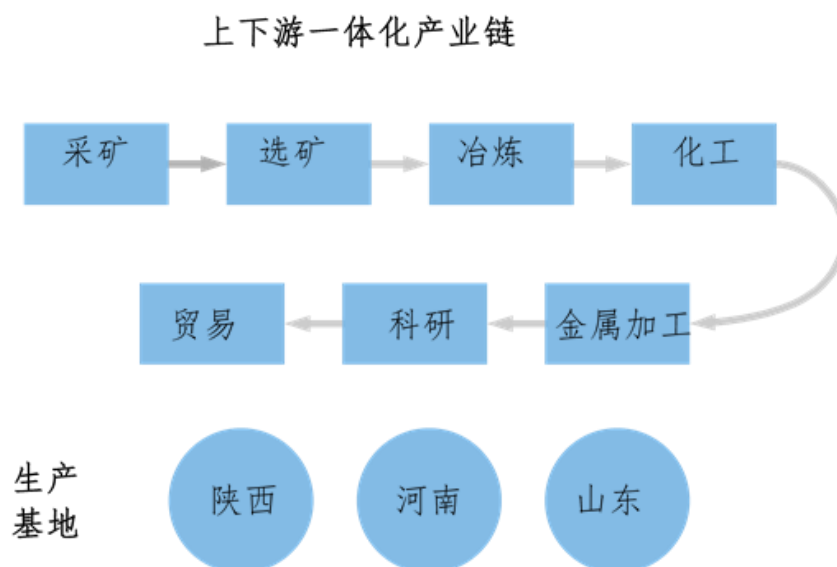 上下游一体化产业链
采矿
选矿
冶炼
化工
贸易
科研
金属加工
生产
基地
陕西
河南
山东